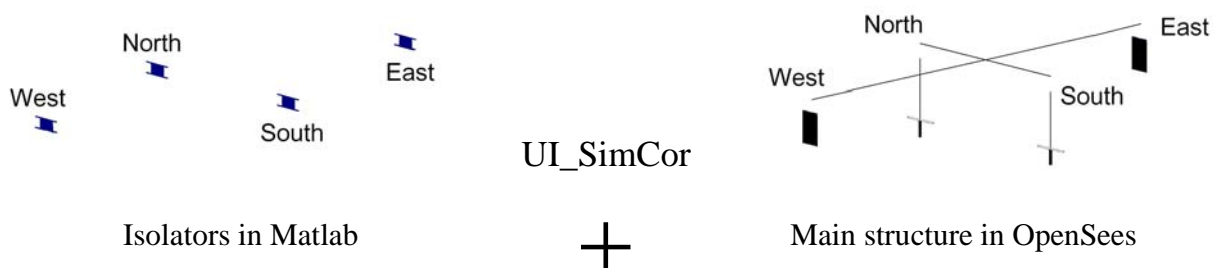 North
East
West
South
North
East
West
South
UI_SimCor
Isolators in Matlab
+
Main structure in OpenSees